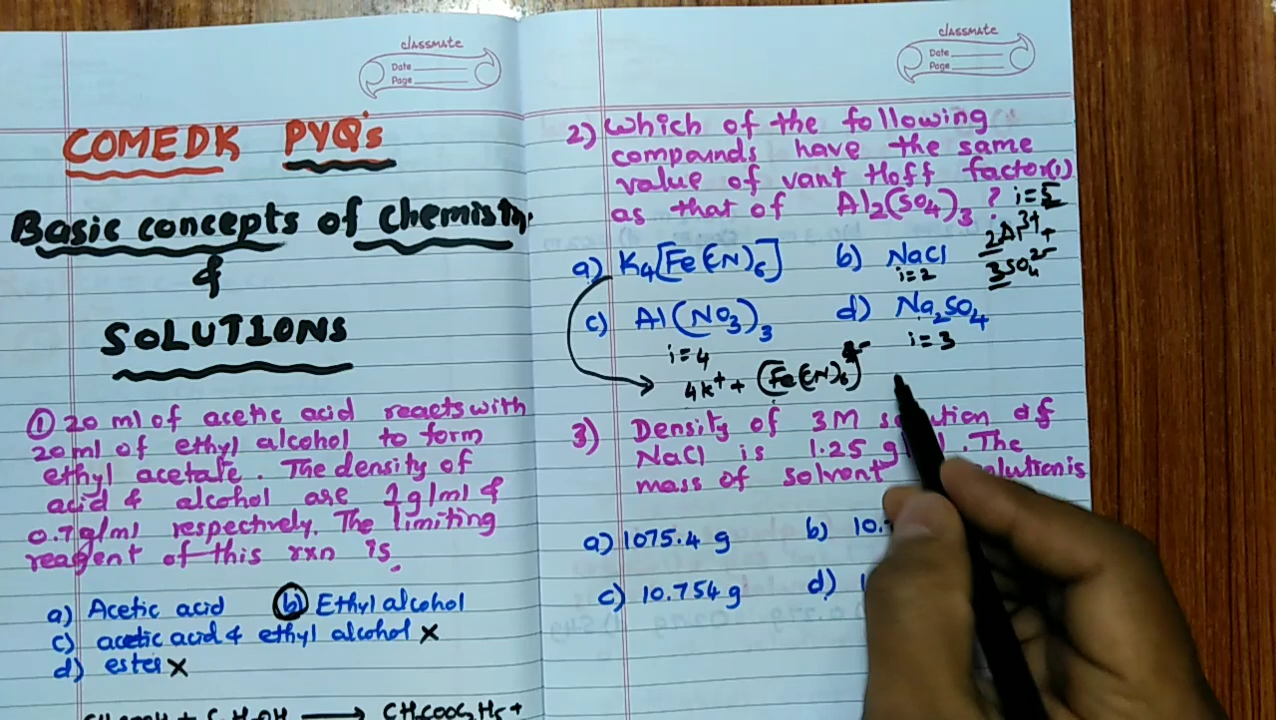 classmate
Date
Page
COMEDK PYQ's
Basic concepts of chemistry
&
SOLUTIONS
① 20 ml of acetic acid reacts with
20 ml of ethyl alcohol to form
ethyl acetate. The density of
acid & alcohol are 1g/ml &
0.7g/ml respectively. The limiting
reagent of this rxn is.
a) Acetic acid b) Ethyl alcohol
c) acetic acid & ethyl alcohol x
d) ester x
classmate
Date
Page
2) Which of the following
compounds have the same
value of vant Hoff factor(i)
as that of Al2(SO4)3 ? i=5
2Al3+ +
3SO4 2-
a) K4[Fe(CN)6] b) NaCl
i=2
c) Al(NO3)3 d) Na2SO4
i=4 i=3
4K+ + [Fe(CN)6]4-
3) Density of 3M solution of
NaCl is 1.25 g . The
mass of solvent solution is
a) 1075.4 g b) 10.
c) 10.754 g d)
CH3COOC2H5 +